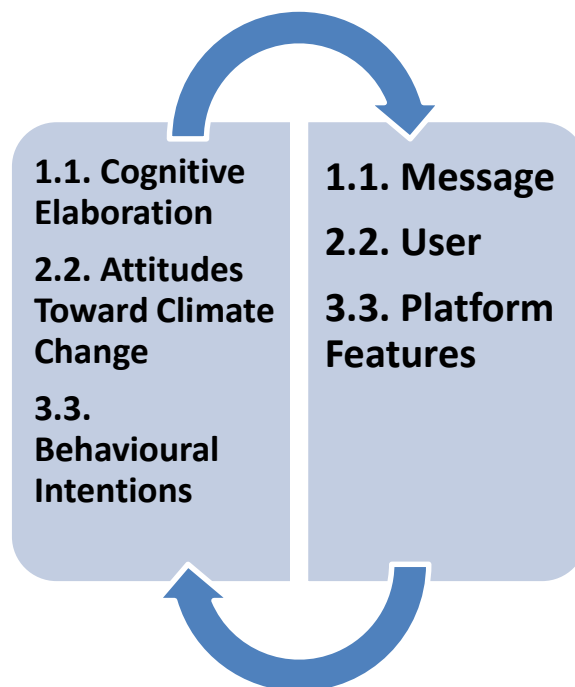 1.1. Cognitive
Elaboration
2.2. Attitudes
Toward Climate
Change
3.3.
Behavioural
Intentions
1.1. Message
2.2. User
3.3. Platform
Features